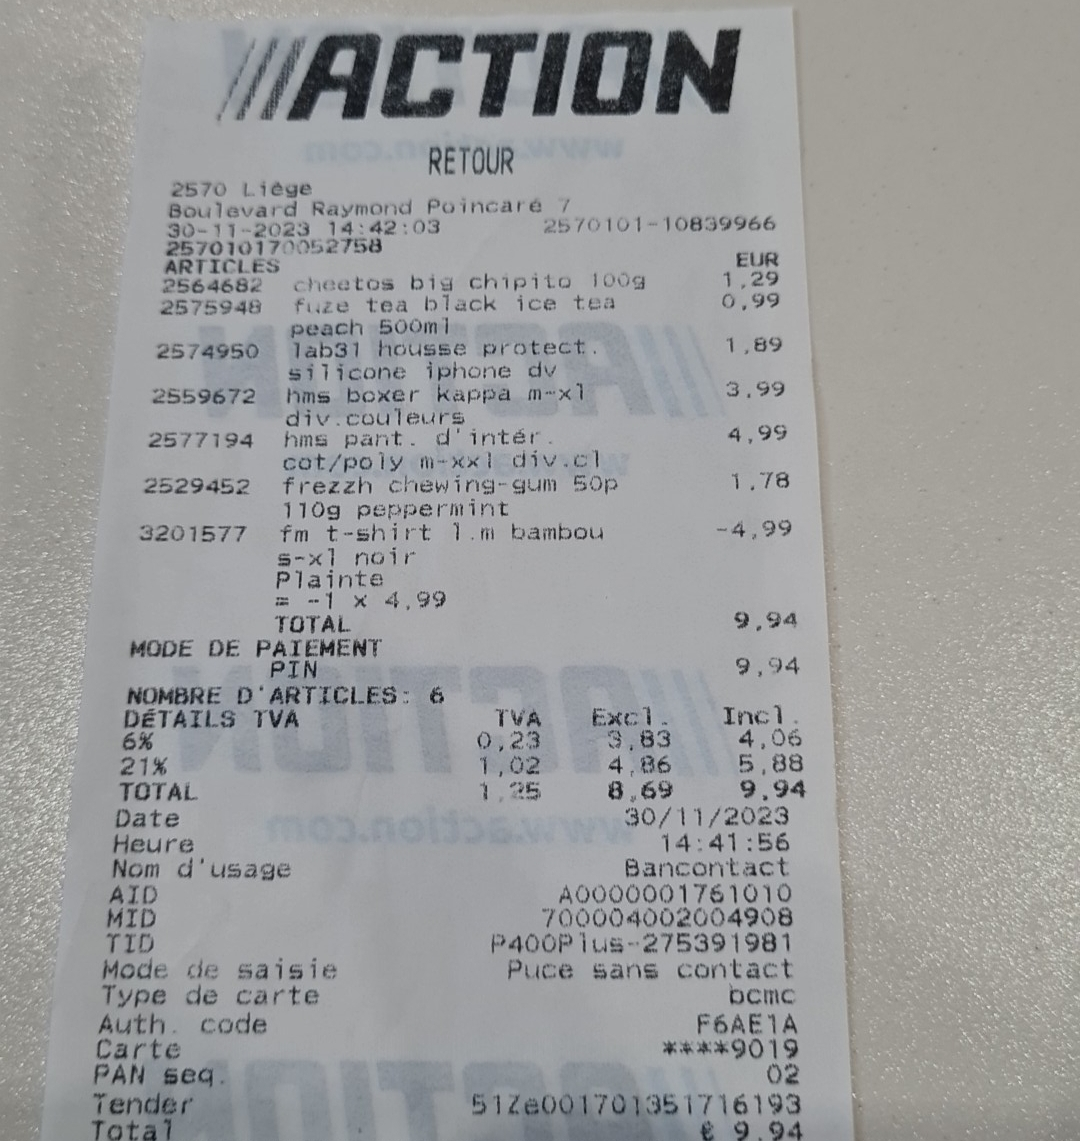 ACTION
RETOUR
2570 Liège
Boulevard Raymond Poincaré 7
30-11-2023 14:42:03 2570101-10839966
257010170052758
ARTICLES EUR
2564682 cheetos big chipito 100g 1,29
2575948 fuze tea black ice tea 0,99
peach 500ml
2574950 lab31 housse protect. 1,89
silicone iphone dv
2559672 hms boxer kappa m-xl 3,99
div.couleurs
2577194 hms pant. d'intér. 4,99
cot/poly m-xxl div.cl
2529452 frezzh chewing-gum 50p 1,78
110g peppermint
3201577 fm t-shirt l.m bambou -4,99
s-xl noir
Plainte
= -1 x 4,99
TOTAL 9,94
MODE DE PAIEMENT
PIN 9,94
NOMBRE D'ARTICLES: 6
DÉTAILS TVA TVA Excl. Incl.
6% 0,23 3,83 4,06
21% 1,02 4,86 5,88
TOTAL 1,25 8,69 9,94
Date 30/11/2023
Heure 14:41:56
Nom d'usage Bancontact
AID A0000001761010
MID 700004002004908
TID P400Plus-275391981
Mode de saisie Puce sans contact
Type de carte bcmc
Auth. code F6AE1A
Carte ****9019
PAN seq. 02
Tender 51Ze001701351716193
Total € 9,94